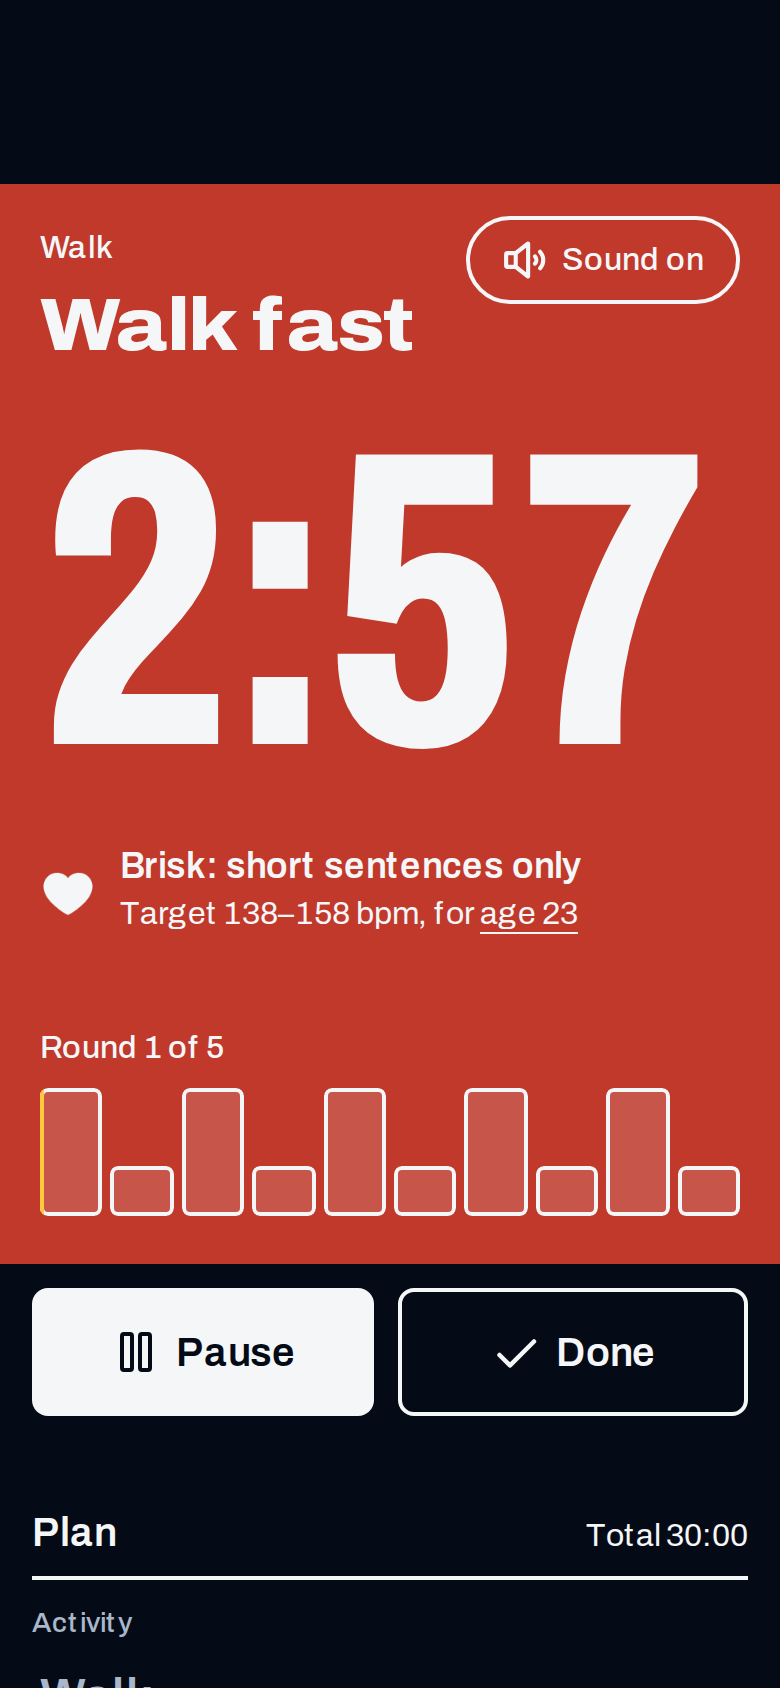 Walk
Sound on
Walk fast
2:57
Brisk: short sentences only
Target 138–158 bpm, for age 23
Round 1 of 5
Pause
Done
Plan
Total 30:00
Activity
Walk